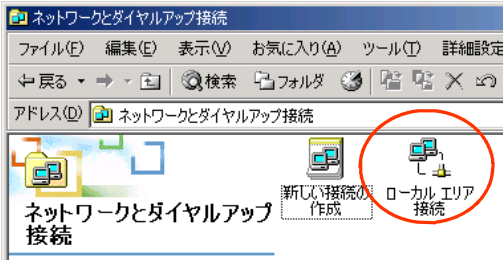 ネットワークとダイヤルアップ接続
ファイル(F) 編集(E) 表示(V) お気に入り(A) ツール(T) 詳細設定
戻る 検索 フォルダ
アドレス(D) ネットワークとダイヤルアップ接続
ネットワークとダイヤルアップ
接続
新しい接続の
作成
ローカル エリア
接続